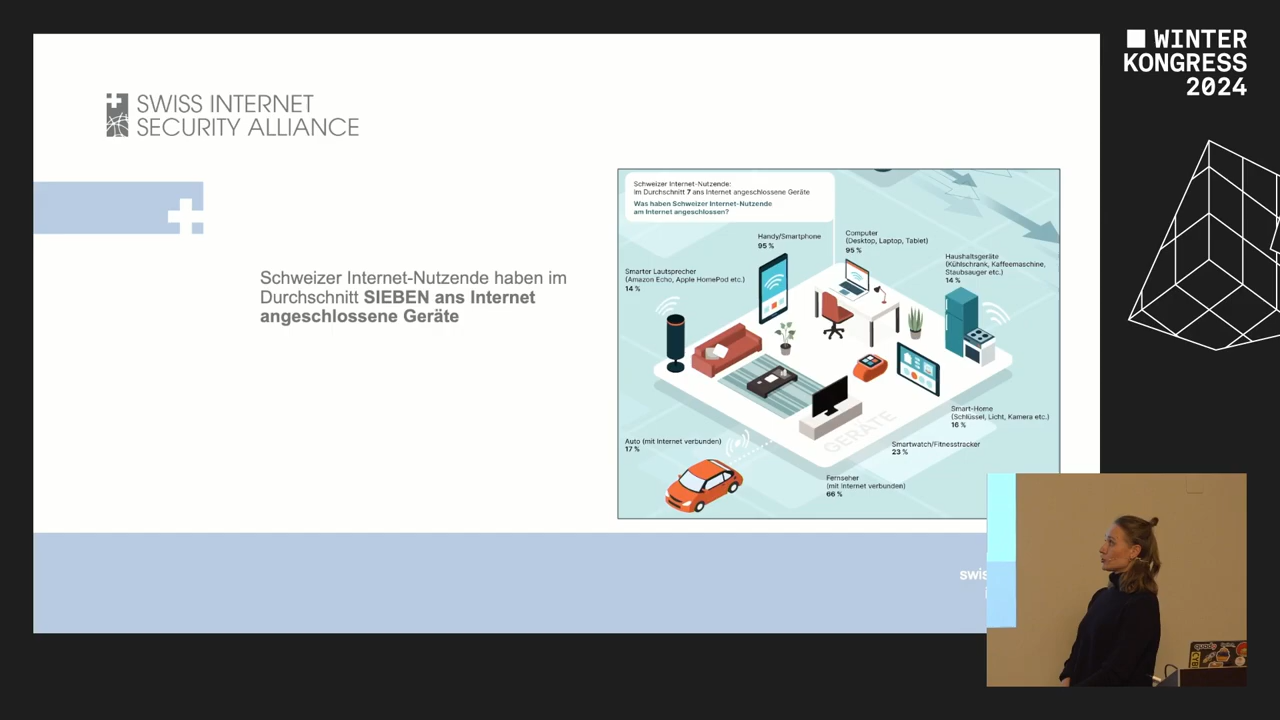 WINTER
KONGRESS
2024
SWISS INTERNET
SECURITY ALLIANCE
Schweizer Internet-Nutzende haben im
Durchschnitt SIEBEN ans Internet
angeschlossene Geräte
Schweizer Internet-Nutzende:
Im Durchschnitt 7 ans Internet angeschlossene Geräte
Was haben Schweizer Internet-Nutzende
am Internet angeschlossen?
Handy/Smartphone
95 %
Computer
(Desktop, Laptop, Tablet)
95 %
Haushaltsgeräte
(Kühlschrank, Kaffeemaschine,
Staubsauger etc.)
14 %
Smarter Lautsprecher
(Amazon Echo, Apple HomePod etc.)
14 %
Smart-Home
(Schlüssel, Licht, Kamera etc.)
16 %
Smartwatch/Fitnesstracker
23 %
Auto (mit Internet verbunden)
17 %
Fernseher
(mit Internet verbunden)
66 %
GERÄTE
swis